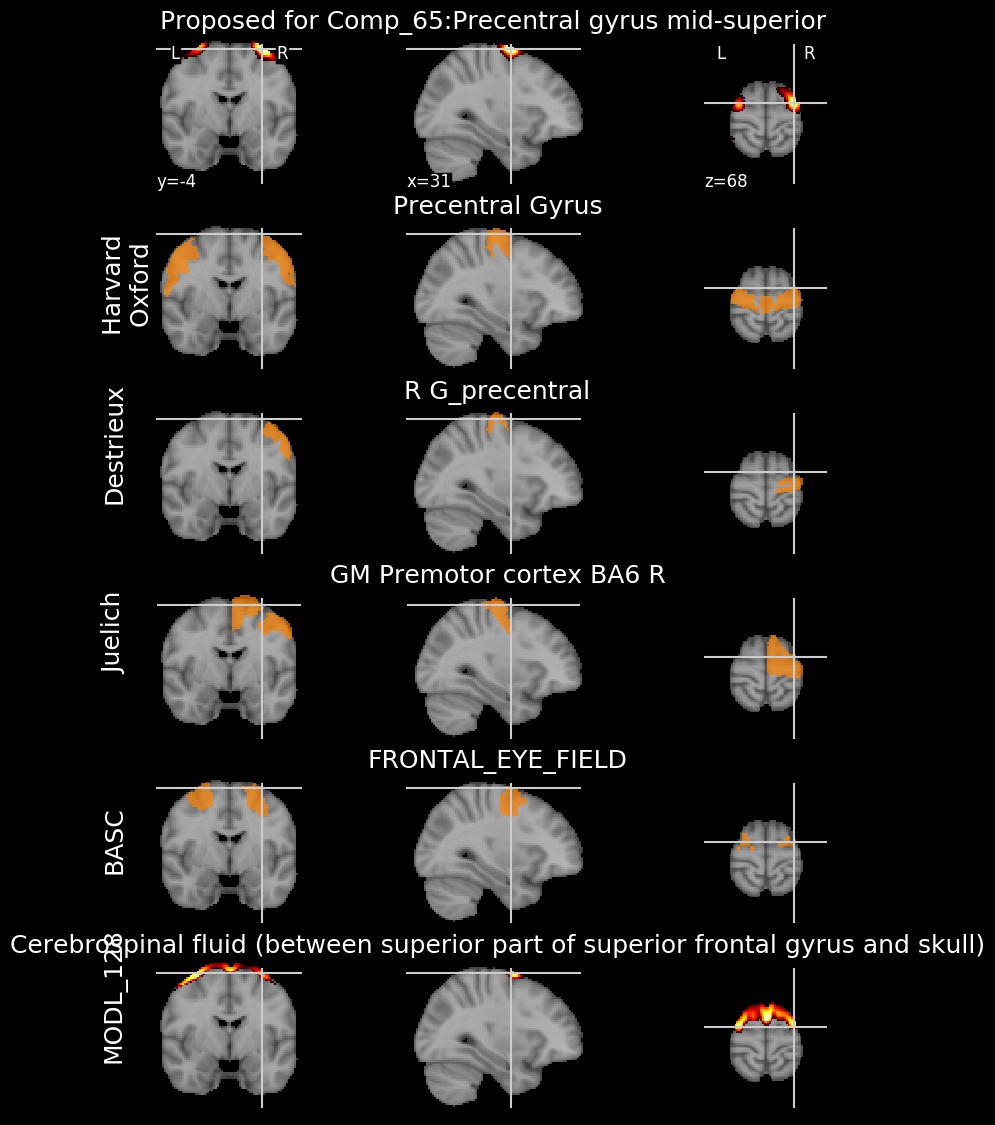 Proposed for Comp_65:Precentral gyrus mid-superior
L R
L R
y=-4
x=31
z=68
Precentral Gyrus
Harvard
Oxford
R G_precentral
Destrieux
GM Premotor cortex BA6 R
Juelich
FRONTAL_EYE_FIELD
BASC
Cerebrospinal fluid (between superior part of superior frontal gyrus and skull)
MODL_128